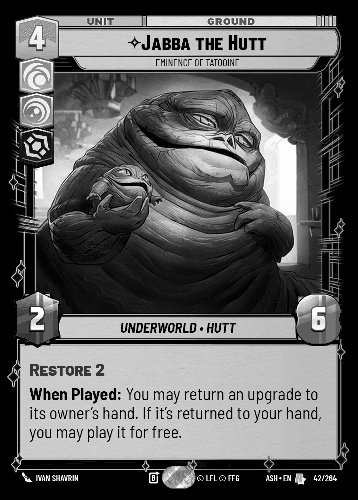 UNIT
GROUND
4
JABBA THE HUTT
EMINENCE OF TATOOINE
2
6
UNDERWORLD • HUTT
RESTORE 2
When Played: You may return an upgrade to
its owner's hand. If it's returned to your hand,
you may play it for free.
IVAN SHAVRIN
© LFL © FFG
ASH • EN
R
42/264